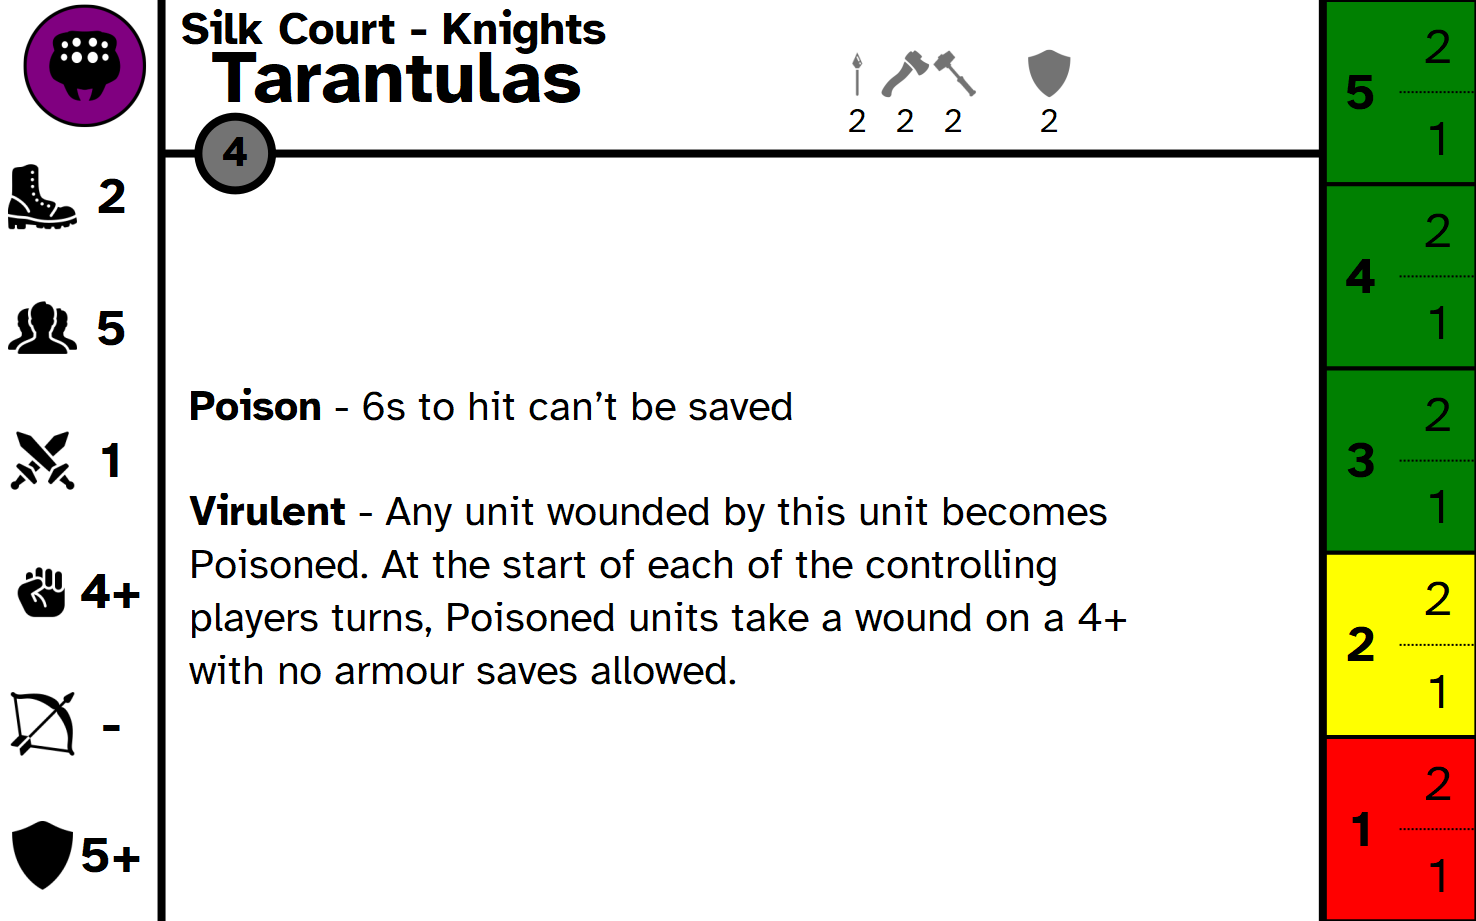 Silk Court - Knights
Tarantulas
2 2 2 2
4
2
5
1
4+
-
5+
Poison - 6s to hit can’t be saved
Virulent - Any unit wounded by this unit becomes
Poisoned. At the start of each of the controlling
players turns, Poisoned units take a wound on a 4+
with no armour saves allowed.
5 2
1
4 2
1
3 2
1
2 2
1
1 2
1